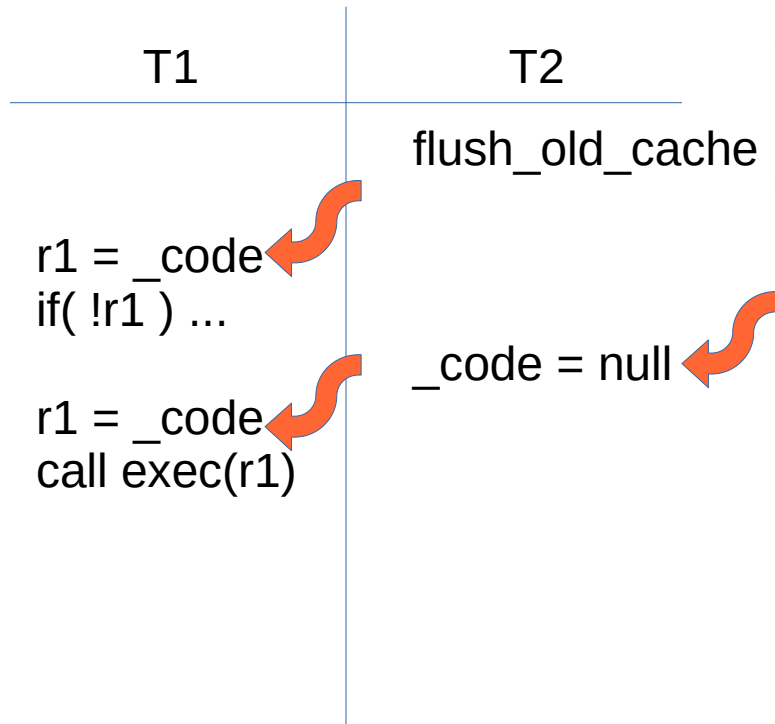 T1
T2
flush_old_cache
r1 = _code
if( !r1 ) ...
_code = null
r1 = _code
call exec(r1)